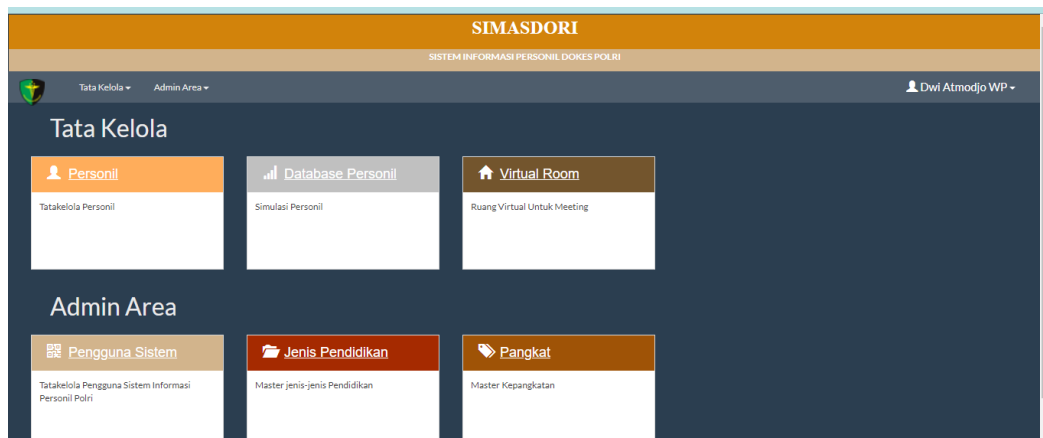 SIMASDORI
SISTEM INFORMASI PERSONIL DOKES POLRI
Tata Kelola Admin Area Dwi Atmodjo WP
Tata Kelola
Personil Database Personil Virtual Room
Tatakelola Personil Simulasi Personil Ruang Virtual Untuk Meeting
Admin Area
Pengguna Sistem Jenis Pendidikan Pangkat
Tatakelola Pengguna Sistem Informasi Master jenis-jenis Pendidikan Master Kepangkatan
Personil Polri